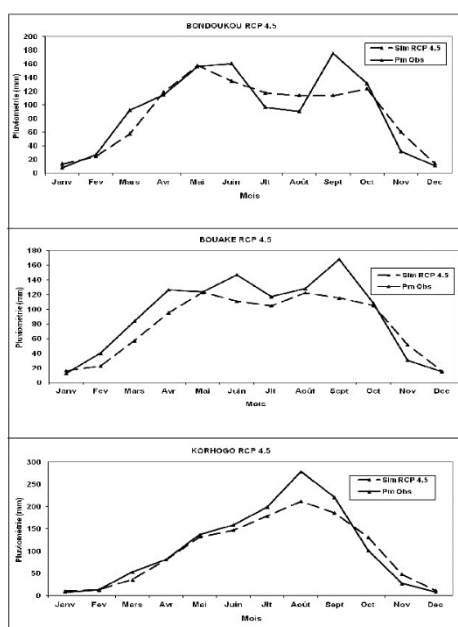 BONDOUKOU RCP 4.5
200
180
160
140
120
100
80
60
40
20
0
Pluviométrie (mm)
Sim RCP 4.5
Pm Obs
Janv Fev Mars Avr Mai Juin Jlt Août Sept Oct Nov Dec
Mois
BOUAKE RCP 4.5
180
160
140
120
100
80
60
40
20
0
Pluviométrie (mm)
Sim RCP 4.5
Pm Obs
Janv Fev Mars Avr Mai Juin Jlt Août Sept Oct Nov Dec
Mois
KORHOGO RCP 4.5
300
250
200
150
100
50
0
Pluviométrie (mm)
Sim RCP 4.5
Pm Obs
Janv Fev Mars Avr Mai Juin Jlt Août Sept Oct Nov Dec
Mois